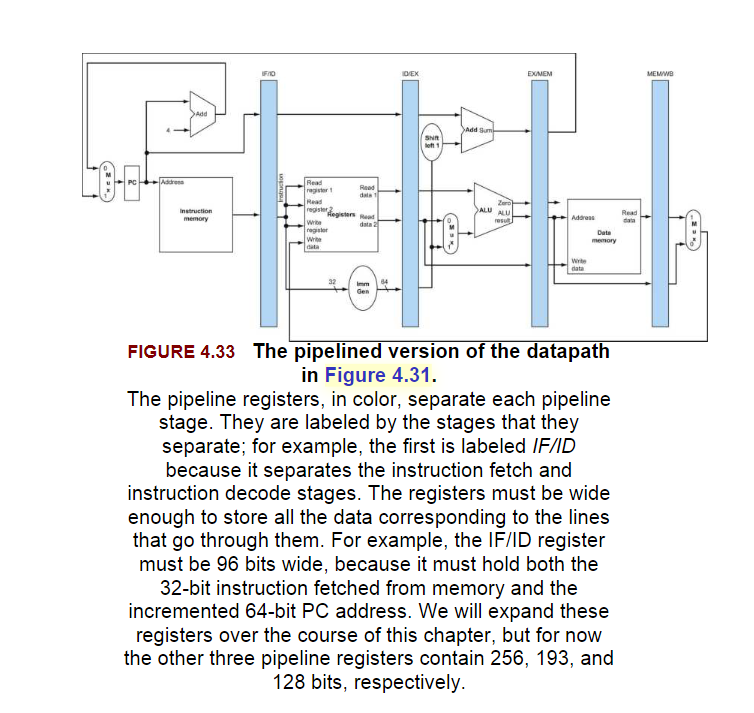 IF/ID
ID/EX
EX/MEM
MEM/WB
Add
4
Add Sum
Shift
left 1
0
M
u
x
1
PC
Address
Instruction
memory
Instruction
Read
register 1
Read
data 1
Read
register 2
Registers
Read
data 2
Write
register
Write
data
0
M
u
x
1
Zero
ALU
ALU
result
Address
Read
data
Data
memory
Write
data
1
M
u
x
0
32
Imm
Gen
64
FIGURE 4.33 The pipelined version of the datapath
in Figure 4.31.
The pipeline registers, in color, separate each pipeline
stage. They are labeled by the stages that they
separate; for example, the first is labeled IF/ID
because it separates the instruction fetch and
instruction decode stages. The registers must be wide
enough to store all the data corresponding to the lines
that go through them. For example, the IF/ID register
must be 96 bits wide, because it must hold both the
32-bit instruction fetched from memory and the
incremented 64-bit PC address. We will expand these
registers over the course of this chapter, but for now
the other three pipeline registers contain 256, 193, and
128 bits, respectively.